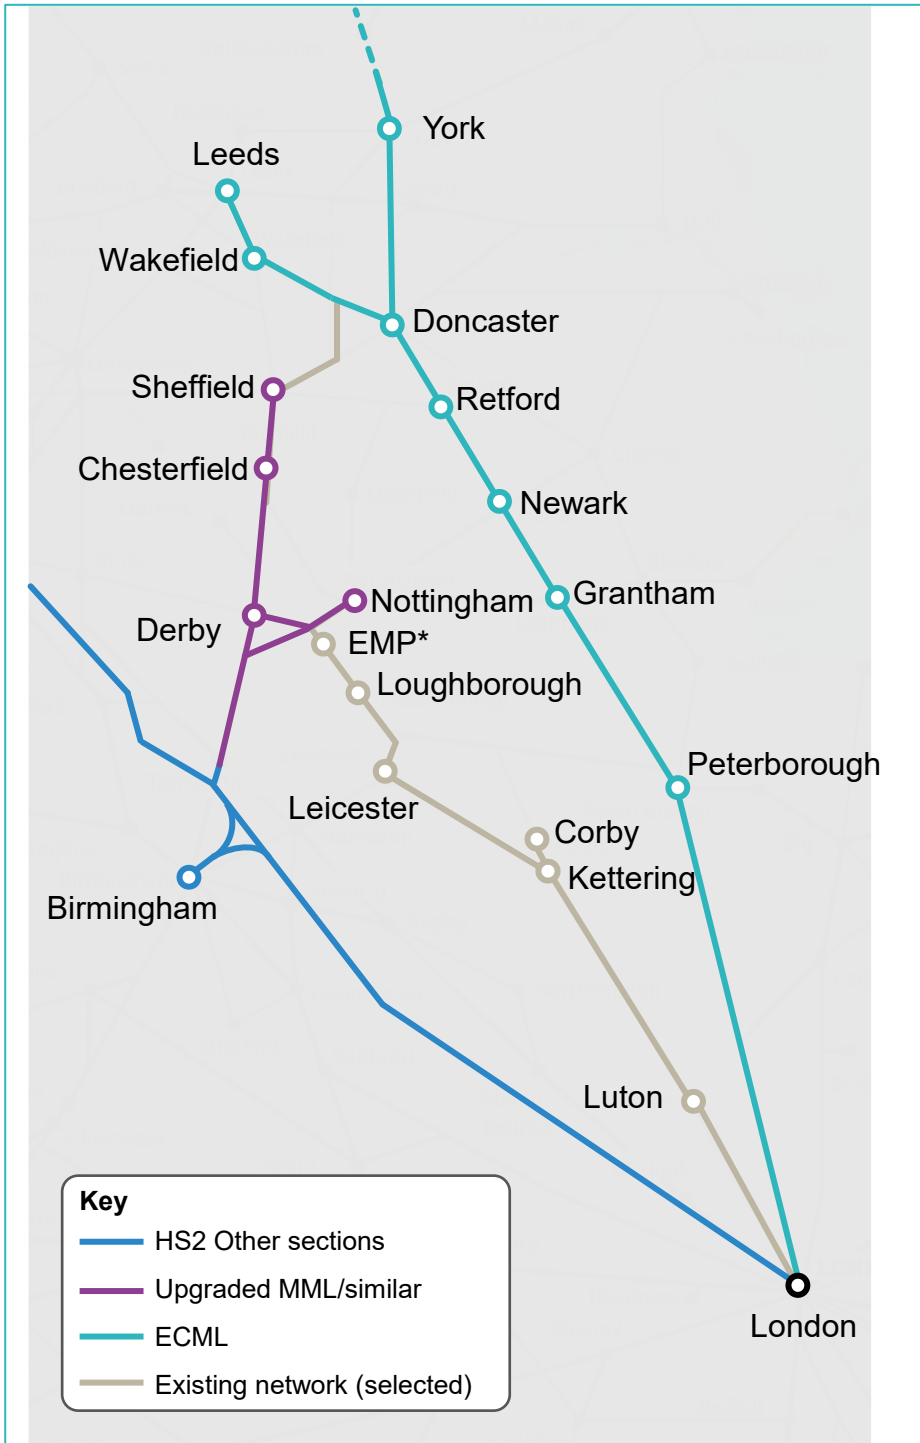 York
Leeds
Wakefield
Doncaster
Sheffield
Retford
Chesterfield
Newark
Nottingham
Grantham
Derby
EMP*
Loughborough
Peterborough
Leicester
Corby
Kettering
Birmingham
Luton
London
Key
HS2 Other sections
Upgraded MML/similar
ECML
Existing network (selected)